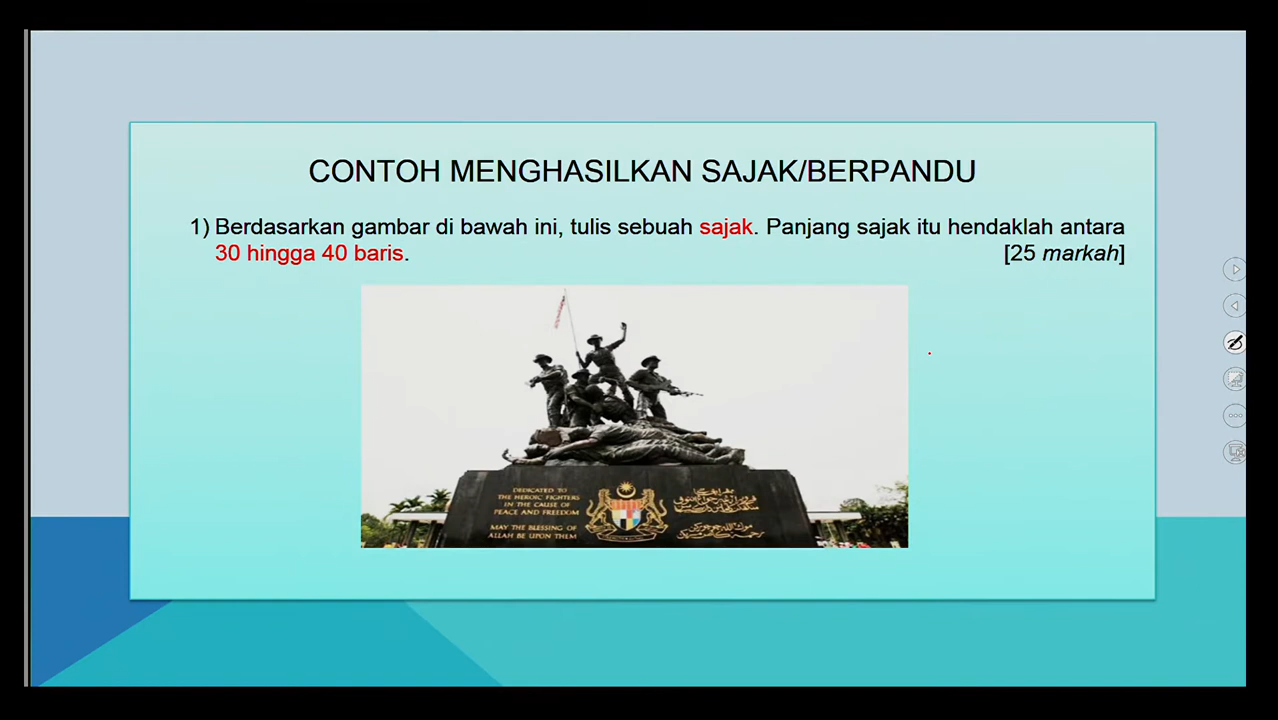 CONTOH MENGHASILKAN SAJAK/BERPANDU
1) Berdasarkan gambar di bawah ini, tulis sebuah sajak. Panjang sajak itu hendaklah antara
30 hingga 40 baris. [25 markah]
DEDICATED TO
THE HEROIC FIGHTERS
IN THE CAUSE OF
PEACE AND FREEDOM
MAY THE BLESSING OF
ALLAH BE UPON THEM